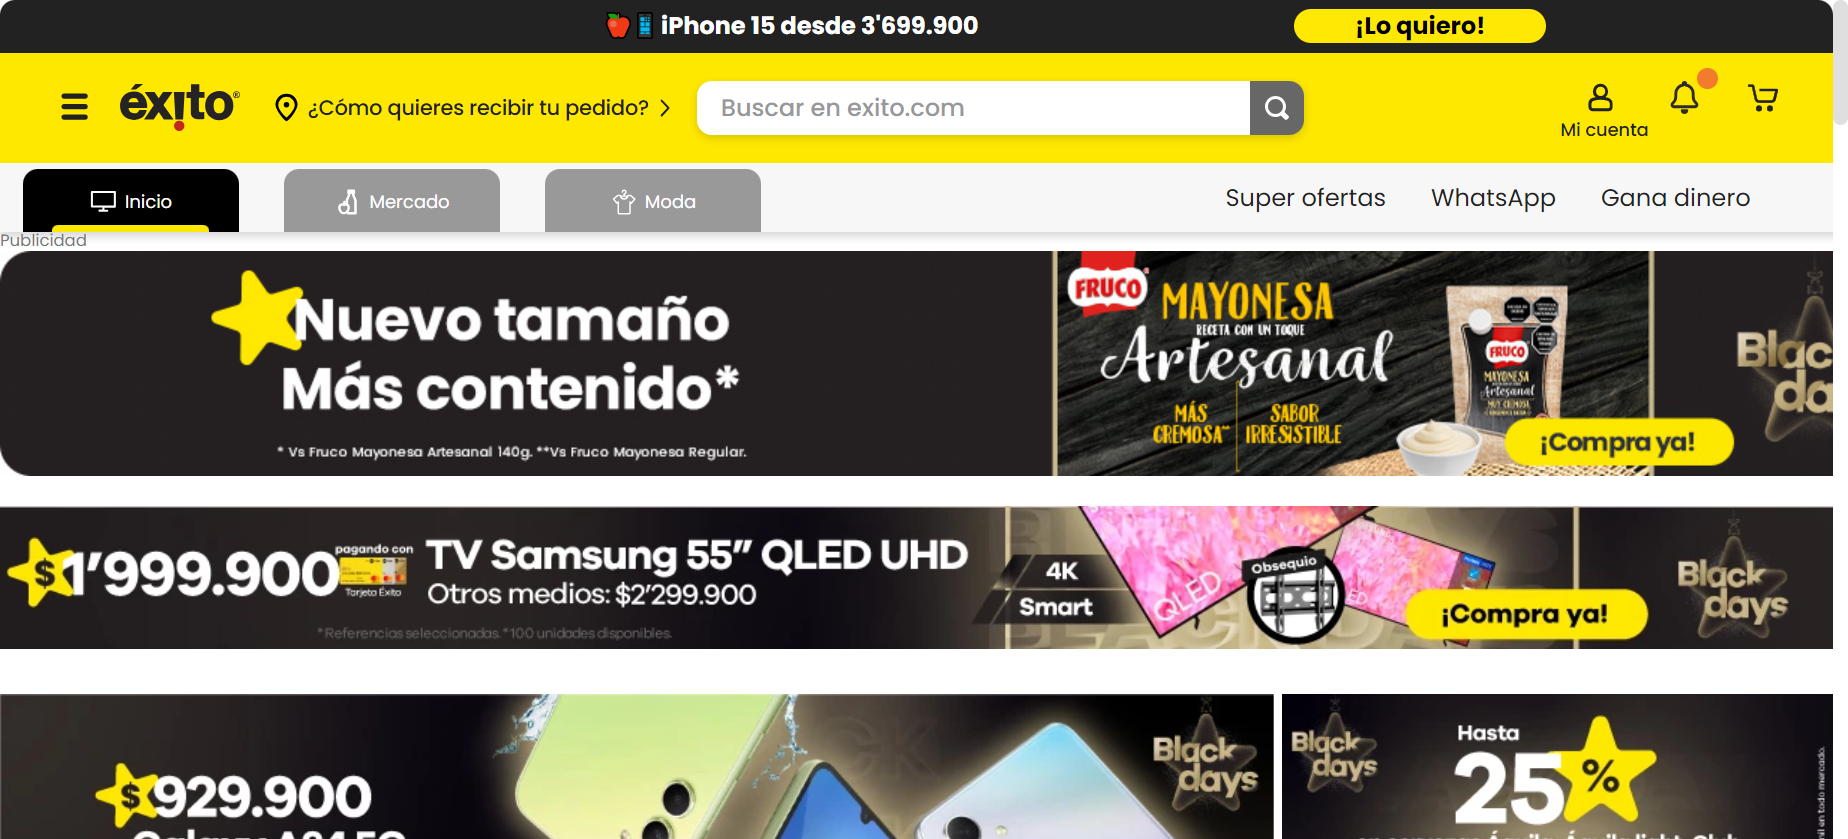 iPhone 15 desde 3'699.900
¡Lo quiero!
éxito®
¿Cómo quieres recibir tu pedido?
Buscar en exito.com
Mi cuenta
Inicio
Mercado
Moda
Super ofertas
WhatsApp
Gana dinero
Publicidad
Nuevo tamaño
Más contenido*
* Vs Fruco Mayonesa Artesanal 140g. **Vs Fruco Mayonesa Regular.
FRUCO
MAYONESA
RECETA CON UN TOQUE
Artesanal
MÁS
CREMOSA**
SABOR
IRRESISTIBLE
FRUCO
MAYONESA
Artesanal
MUY CREMOSA
¡Compra ya!
Blac
da
$1'999.900
pagando con
Tarjeta Éxito
TV Samsung 55" QLED UHD
Otros medios: $2'299.900
*Referencias seleccionadas. *100 unidades disponibles.
4K
Smart
QLED
Obsequio
¡Compra ya!
Black
days
$929.900
Black
days
Black
days
Hasta
25%